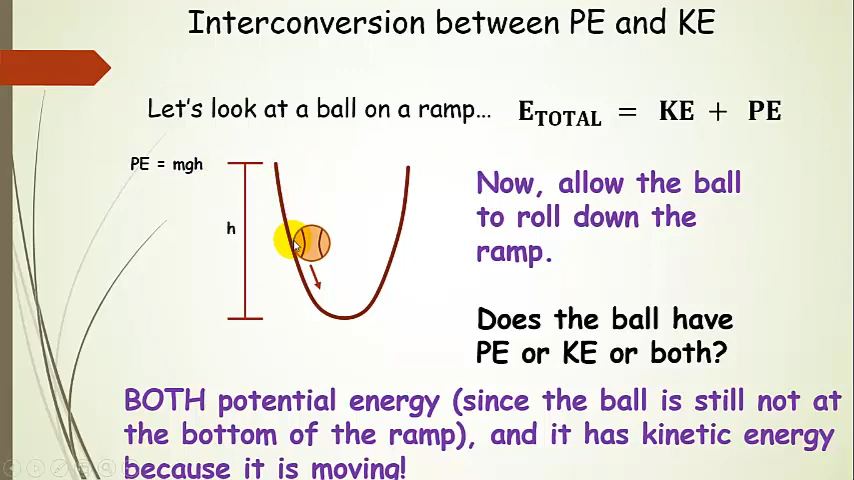 Interconversion between PE and KE
Let's look at a ball on a ramp... E_TOTAL = KE + PE
PE = mgh
h
Now, allow the ball
to roll down the
ramp.
Does the ball have
PE or KE or both?
BOTH potential energy (since the ball is still not at
the bottom of the ramp), and it has kinetic energy
because it is moving!